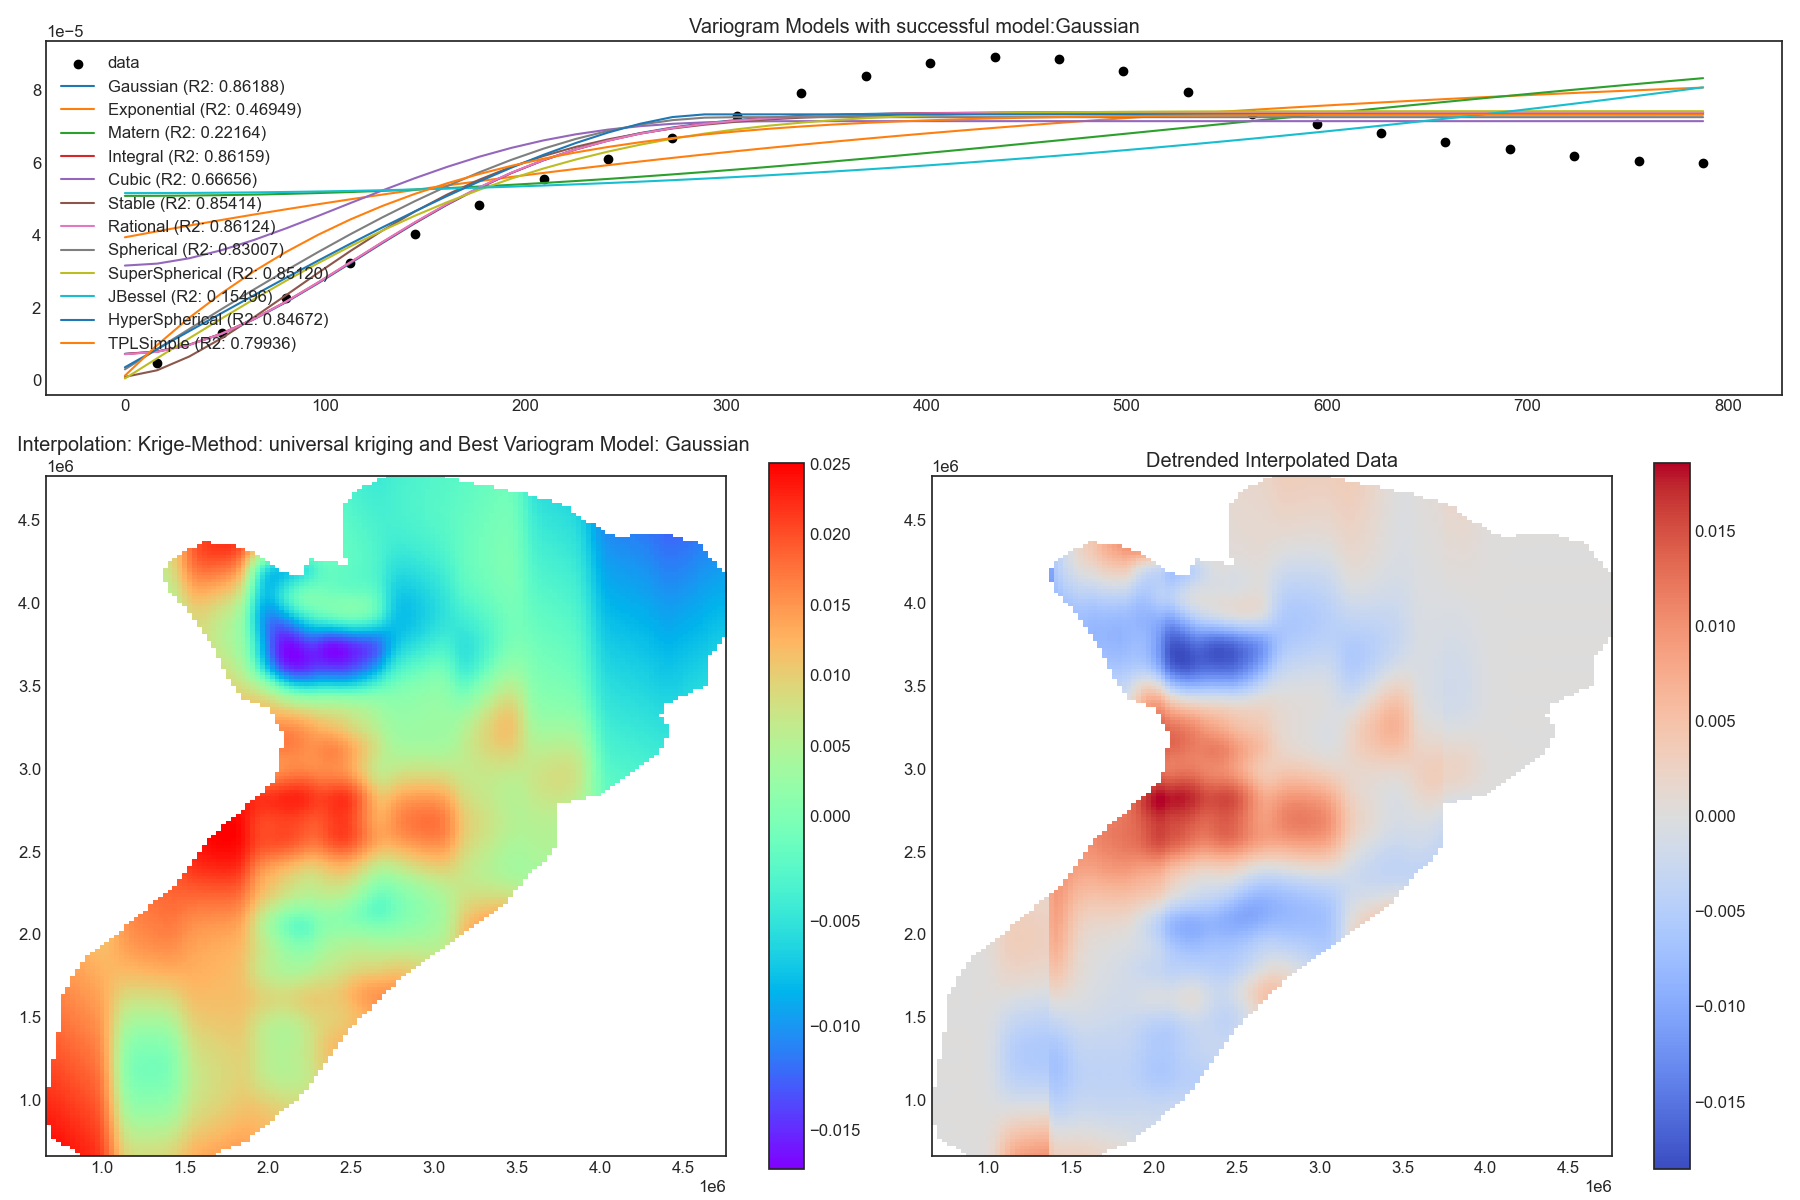 Variogram Models with successful model:Gaussian
1e−5
data
Gaussian (R2: 0.86188)
Exponential (R2: 0.46949)
Matern (R2: 0.22164)
Integral (R2: 0.86159)
Cubic (R2: 0.66656)
Stable (R2: 0.85414)
Rational (R2: 0.86124)
Spherical (R2: 0.83007)
SuperSpherical (R2: 0.85120)
JBessel (R2: 0.15496)
HyperSpherical (R2: 0.84672)
TPLSimple (R2: 0.79936)
8
6
4
2
0
0 100 200 300 400 500 600 700 800
Interpolation: Krige-Method: universal kriging and Best Variogram Model: Gaussian
1e6
4.5
4.0
3.5
3.0
2.5
2.0
1.5
1.0
1.0 1.5 2.0 2.5 3.0 3.5 4.0 4.5
1e6
0.025
0.020
0.015
0.010
0.005
0.000
−0.005
−0.010
−0.015
Detrended Interpolated Data
1e6
4.5
4.0
3.5
3.0
2.5
2.0
1.5
1.0
1.0 1.5 2.0 2.5 3.0 3.5 4.0 4.5
1e6
0.015
0.010
0.005
0.000
−0.005
−0.010
−0.015